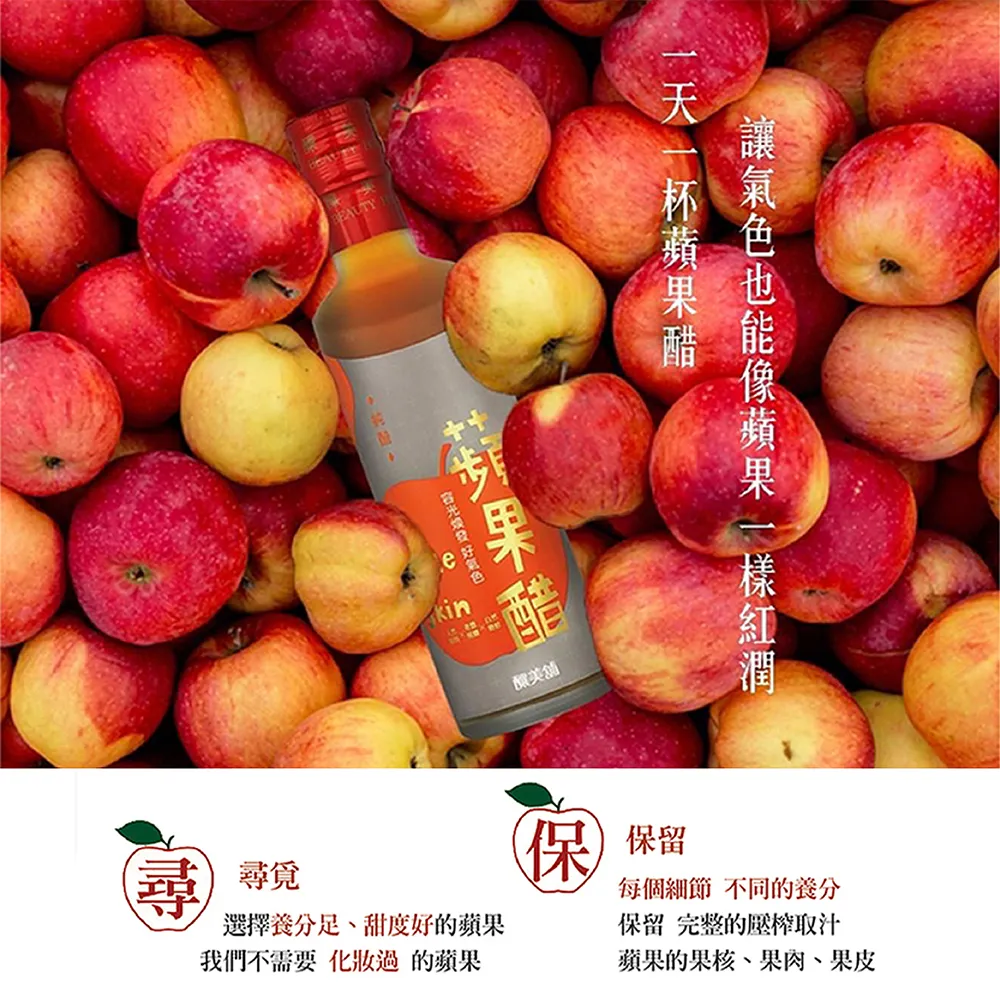 一天一杯蘋果醋
讓氣色也能像蘋果一樣紅潤
BEAUTY
純醋
蘋果醋
容光煥發 好氣色
kin
釀美舖
尋
尋覓
選擇養分足、甜度好的蘋果
我們不需要 化妝過 的蘋果
保
保留
每個細節 不同的養分
保留 完整的壓榨取汁
蘋果的果核、果肉、果皮